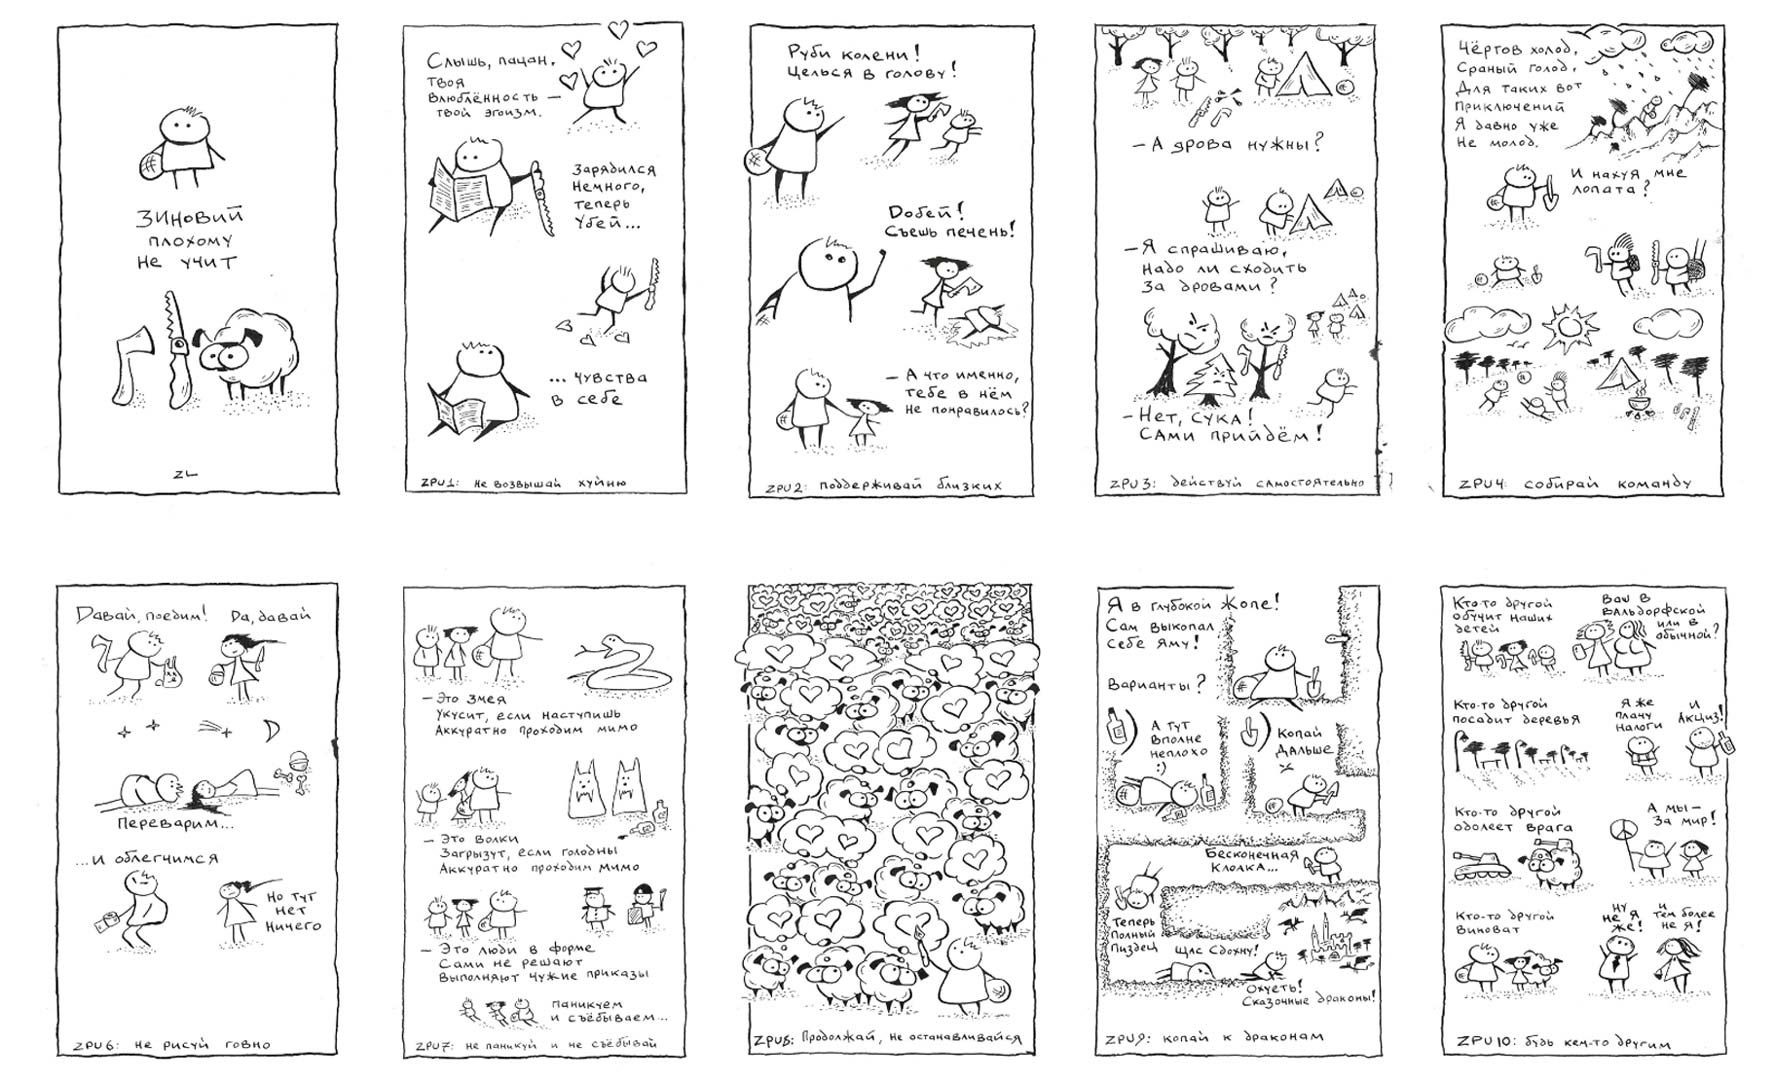 Зиновий
плохому
не учит
ZL
Слышь, пацан,
твоя
влюблённость —
твой эгоизм.
Зарядился
немного,
теперь
убей...
... чувства
в себе
ZPU1: не возвышай хуйню
Руби колени!
Целься в голову!
Добей!
Съешь печень!
— А что именно,
тебе в нём
не понравилось?
ZPU2: поддерживай близких
— А дрова нужны?
— Я спрашиваю,
надо ли сходить
за дровами?
— Нет, сука!
Сами прийдём!
ZPU3: действуй самостоятельно
Чёртов холод,
Сраный голод,
Для таких вот
приключений
Я давно уже
не молод.
И нахуя мне
лопата?
ZPU4: собирай команду
Давай, поедим! Да, давай
Переварим...
...и облегчимся
Но тут
нет
ничего
ZPU6: не рисуй говно
— Это змея
Укусит, если наступишь
Аккуратно проходим мимо
— Это волки
Загрызут, если голодны
Аккуратно проходим мимо
— Это люди в форме
Сами не решают
Выполняют чужие приказы
паникуем
и съёбываем...
ZPU7: не паникуй и не съёбывай
ZPU8: Продолжай, не останавливайся
Я в глубокой жопе!
Сам выкопал
себе яму!
Варианты?
А тут
вполне
неплохо
:)
Копай
дальше
Бесконечная
клоака...
Теперь
полный
пиздец
Щас сдохну!
Охуеть!
Сказочные драконы!
ZPU9: копай к драконам
Кто-то другой
обучит наших
детей
Ваш в
вальдорфской
или в
обычной?
Кто-то другой
посадит деревья
Я же
плачу
налоги
И
акциз!
Кто-то другой
одолеет врага
А мы —
за мир!
Кто-то другой
виноват
Ну
не я
же!
И
тем более
не я!
ZPU10: будь кем-то другим